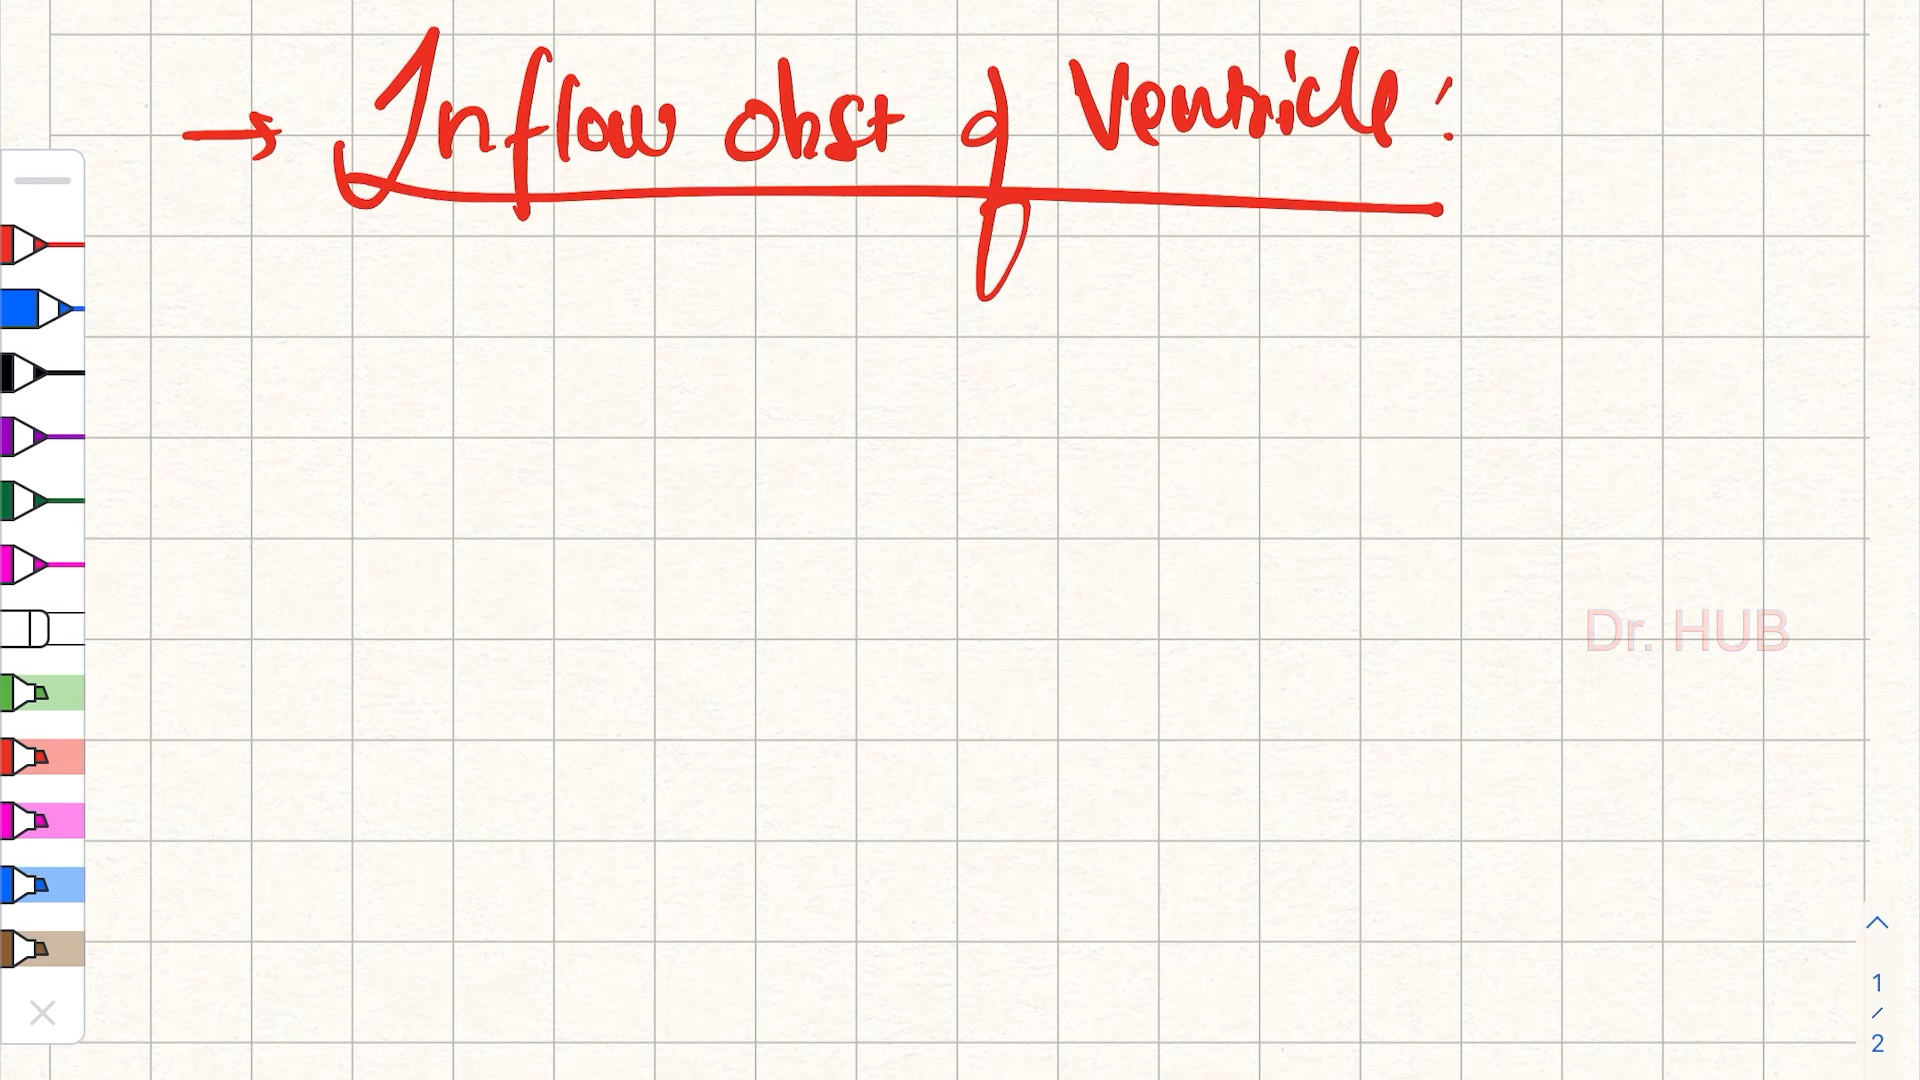 → Inflow obst of Ventricle :
Dr. HUB
1
/
2